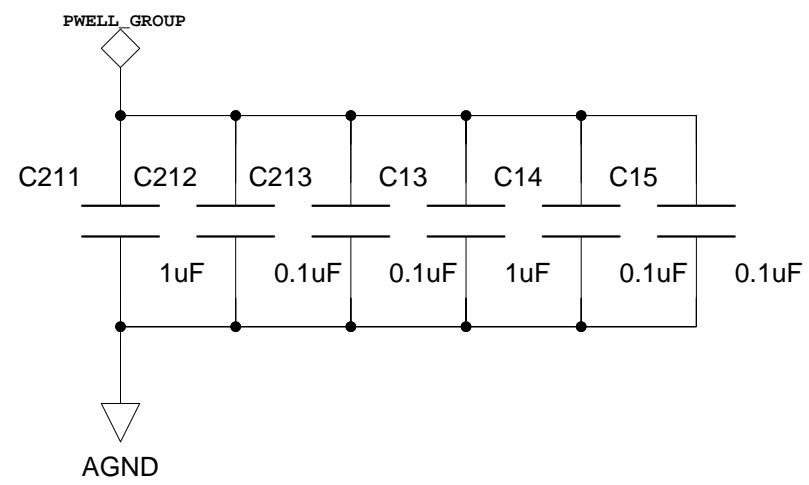 PWELL_GROUP
C211 C212 C213 C13 C14 C15
1uF 0.1uF 0.1uF 1uF 0.1uF 0.1uF
AGND